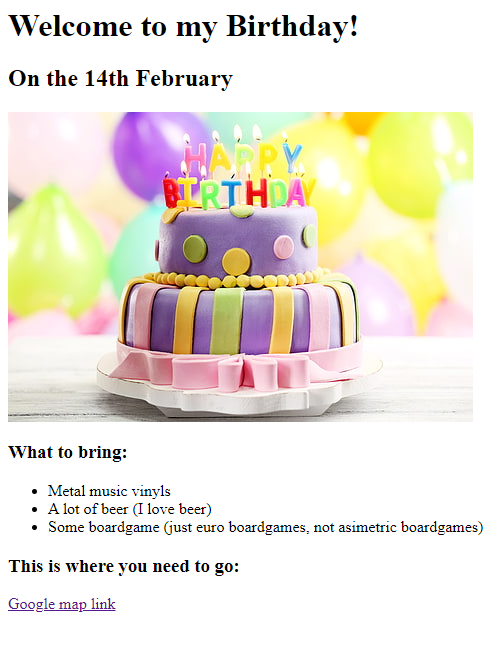 Welcome to my Birthday!
On the 14th February
HAPPY
BIRTHDAY
What to bring:
Metal music vinyls
A lot of beer (I love beer)
Some boardgame (just euro boardgames, not asimetric boardgames)
This is where you need to go:
Google map link